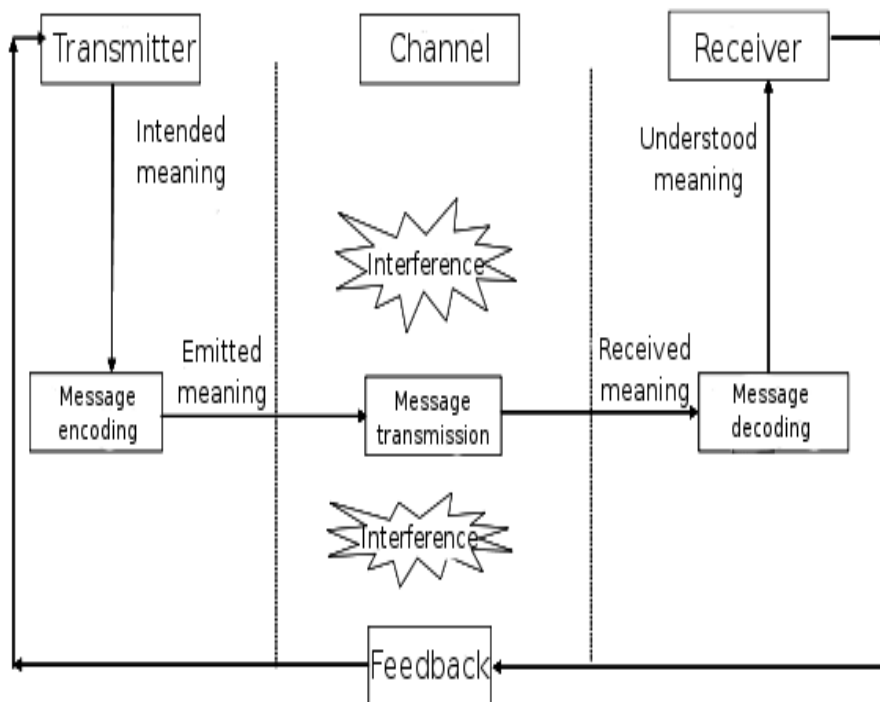 Transmitter
Channel
Receiver
Intended
meaning
Understood
meaning
Interference
Emitted
meaning
Received
meaning
Message
encoding
Message
transmission
Message
decoding
Interference
Feedback